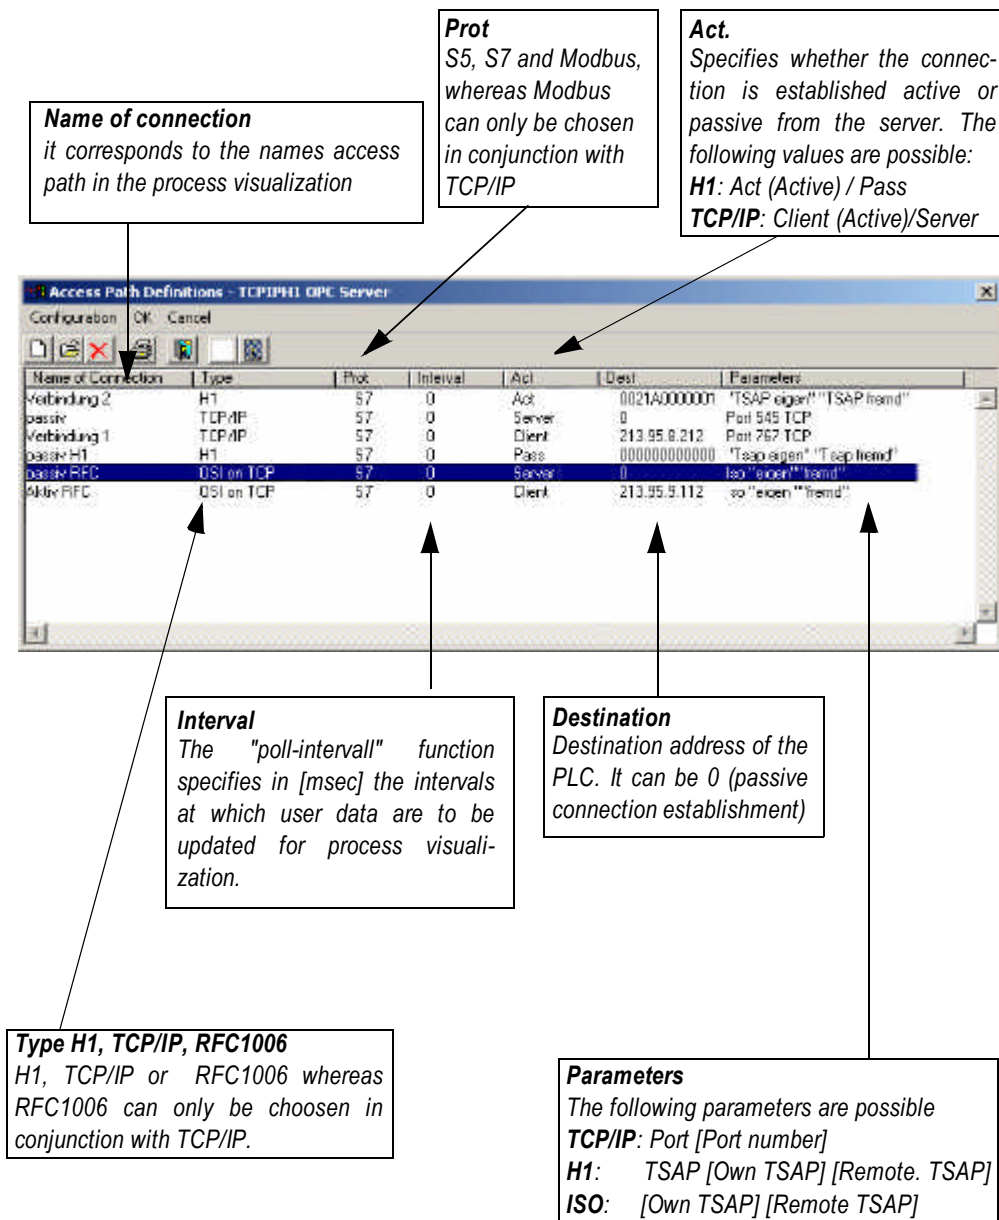 Prot
S5, S7 and Modbus,
whereas Modbus
can only be chosen
in conjunction with
TCP/IP
Act.
Specifies whether the connec-
tion is established active or
passive from the server. The
following values are possible:
H1: Act (Active) / Pass
TCP/IP: Client (Active)/Server
Name of connection
it corresponds to the names access
path in the process visualization
Access Path Definitions - TCPIPH1 OPC Server
Configuration OK Cancel
Name of Connection Type Prot Interval Act Dest Parameters
Verbindung 2 H1 S7 0 Act 0021A0000001 "TSAP eigen" "TSAP fremd"
passiv TCP/IP S7 0 Server 0 Port 545 TCP
Verbindung 1 TCP/IP S7 0 Client 213.95.9.212 Port 767 TCP
passiv H1 H1 S7 0 Pass 000000000000 "Tsap eigen" "Tsap fremd"
passiv RFC OSI on TCP S7 0 Server 0 Iso "eigen" "fremd"
Aktiv RFC OSI on TCP S7 0 Client 213.95.9.112 so "eigen" "fremd"
Interval
The "poll-intervall" function
specifies in [msec] the intervals
at which user data are to be
updated for process visuali-
zation.
Destination
Destination address of the
PLC. It can be 0 (passive
connection establishment)
Type H1, TCP/IP, RFC1006
H1, TCP/IP or RFC1006 whereas
RFC1006 can only be choosen in
conjunction with TCP/IP.
Parameters
The following parameters are possible
TCP/IP: Port [Port number]
H1: TSAP [Own TSAP] [Remote. TSAP]
ISO: [Own TSAP] [Remote TSAP]